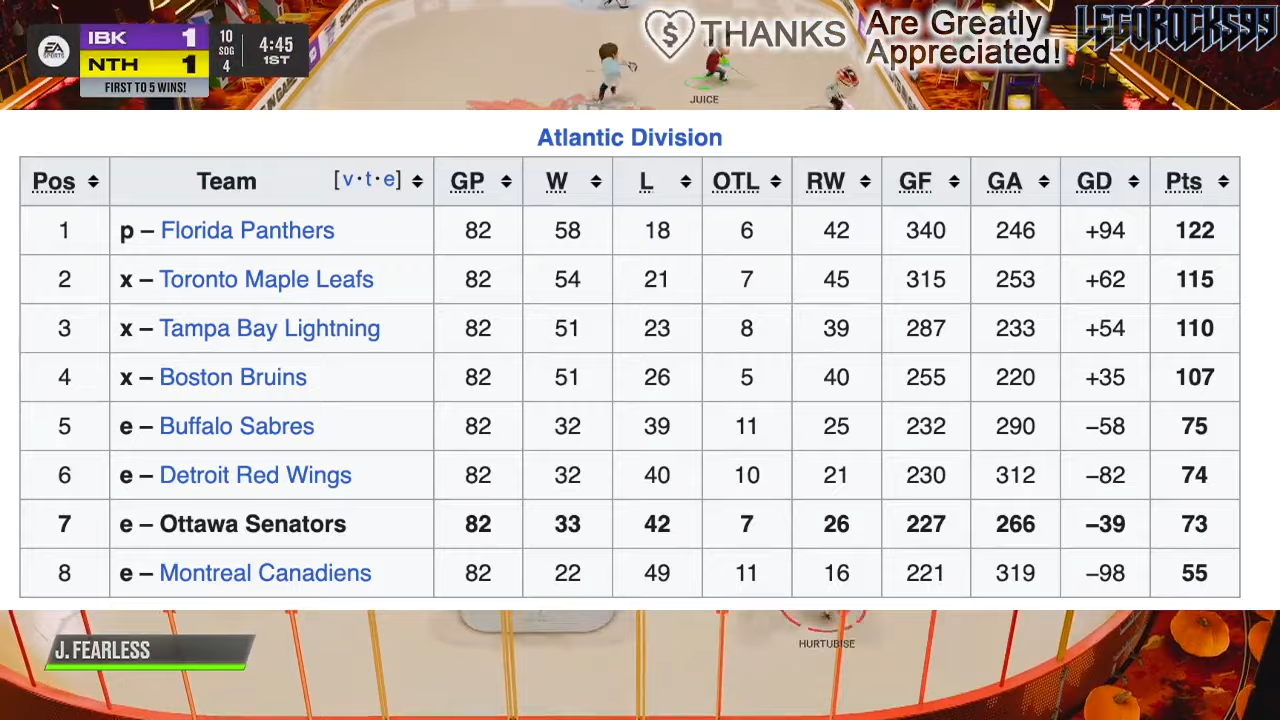 EA SPORTS
IBK 1
NTH 1
FIRST TO 5 WINS!
10
SOG
4
4:45
1ST
$ THANKS Are Greatly
Appreciated!
LEGOROCKS99
JUICE
Atlantic Division
Pos Team [v·t·e] GP W L OTL RW GF GA GD Pts
1 p – Florida Panthers 82 58 18 6 42 340 246 +94 122
2 x – Toronto Maple Leafs 82 54 21 7 45 315 253 +62 115
3 x – Tampa Bay Lightning 82 51 23 8 39 287 233 +54 110
4 x – Boston Bruins 82 51 26 5 40 255 220 +35 107
5 e – Buffalo Sabres 82 32 39 11 25 232 290 −58 75
6 e – Detroit Red Wings 82 32 40 10 21 230 312 −82 74
7 e – Ottawa Senators 82 33 42 7 26 227 266 −39 73
8 e – Montreal Canadiens 82 22 49 11 16 221 319 −98 55
J. FEARLESS
HURTUBISE